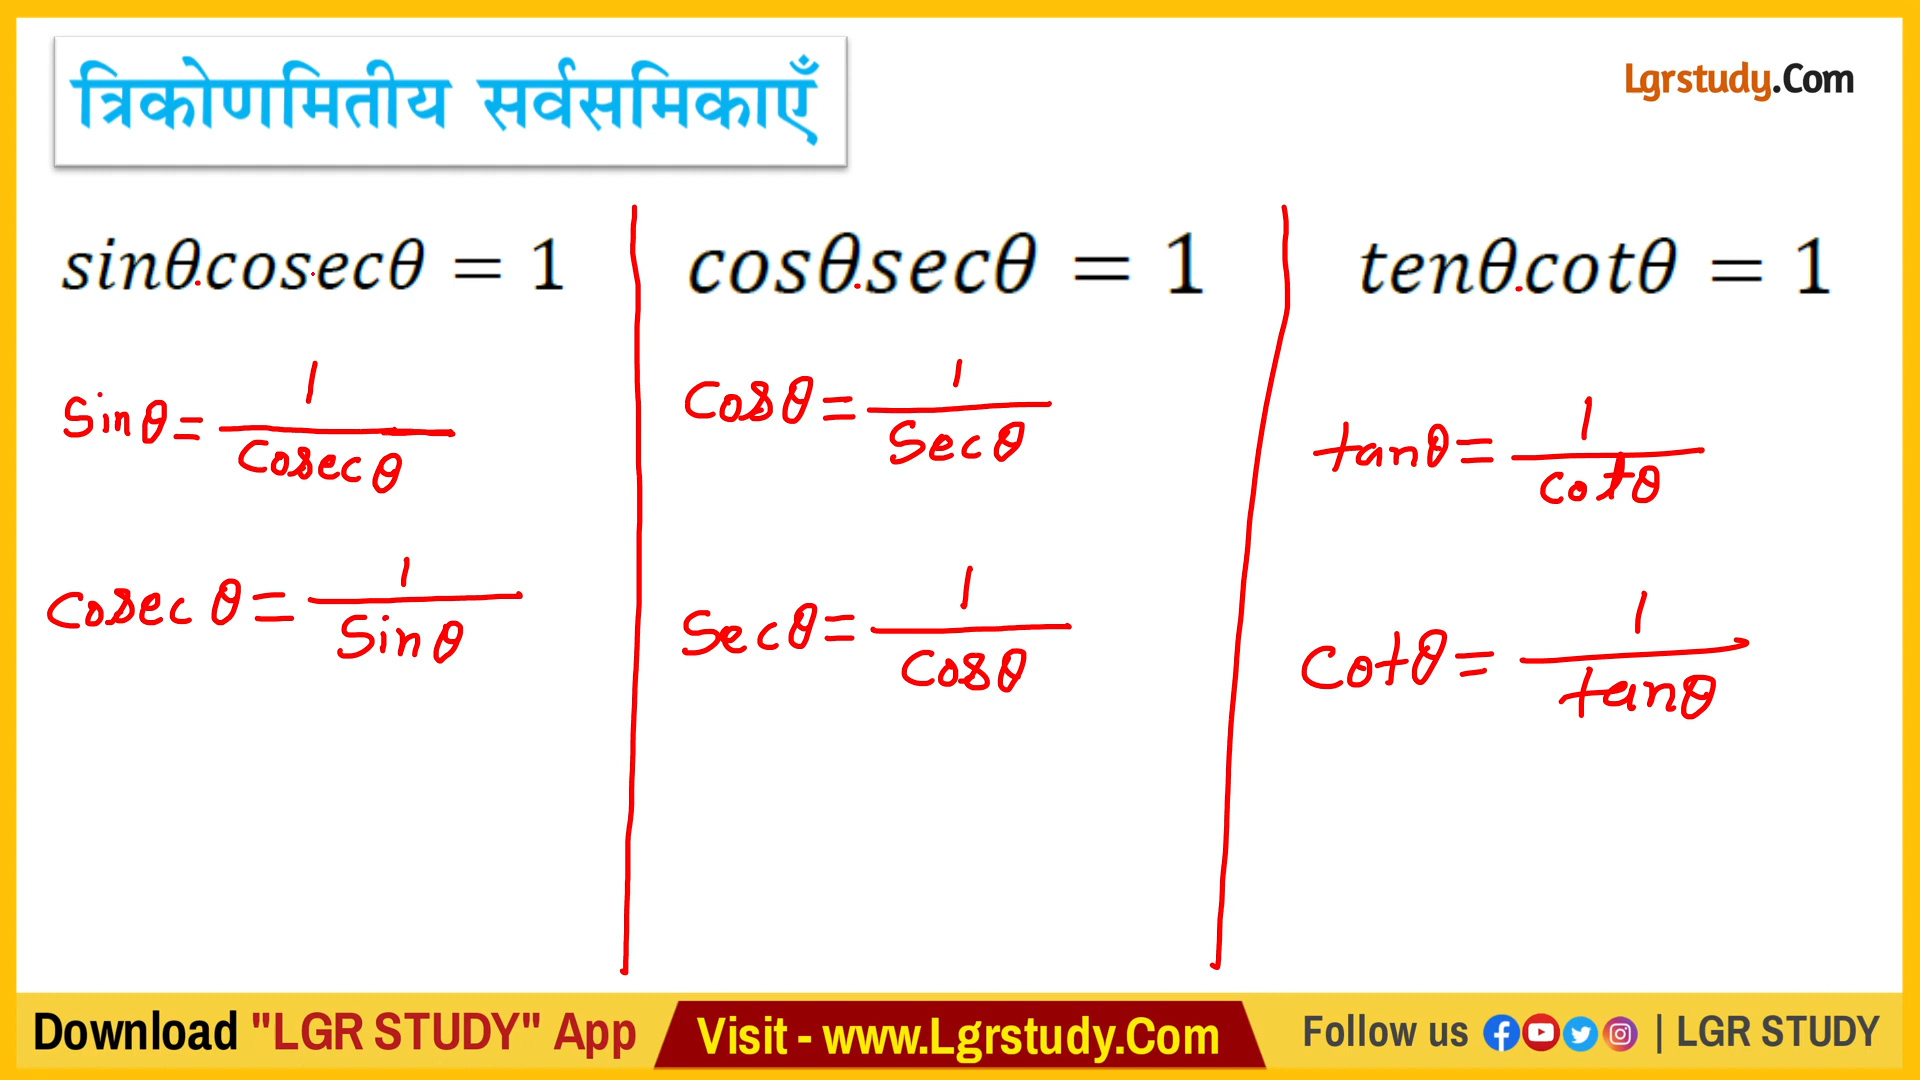 त्रिकोणमितीय सर्वसमिकाएँ
Lgrstudy.Com
sinθ.cosecθ = 1
sinθ = 1/cosecθ
cosec θ = 1/sinθ
cosθ.secθ = 1
cosθ = 1/secθ
secθ = 1/cosθ
tenθ.cotθ = 1
tanθ = 1/cotθ
cotθ = 1/tanθ
Download "LGR STUDY" App
Visit - www.Lgrstudy.Com
Follow us | LGR STUDY